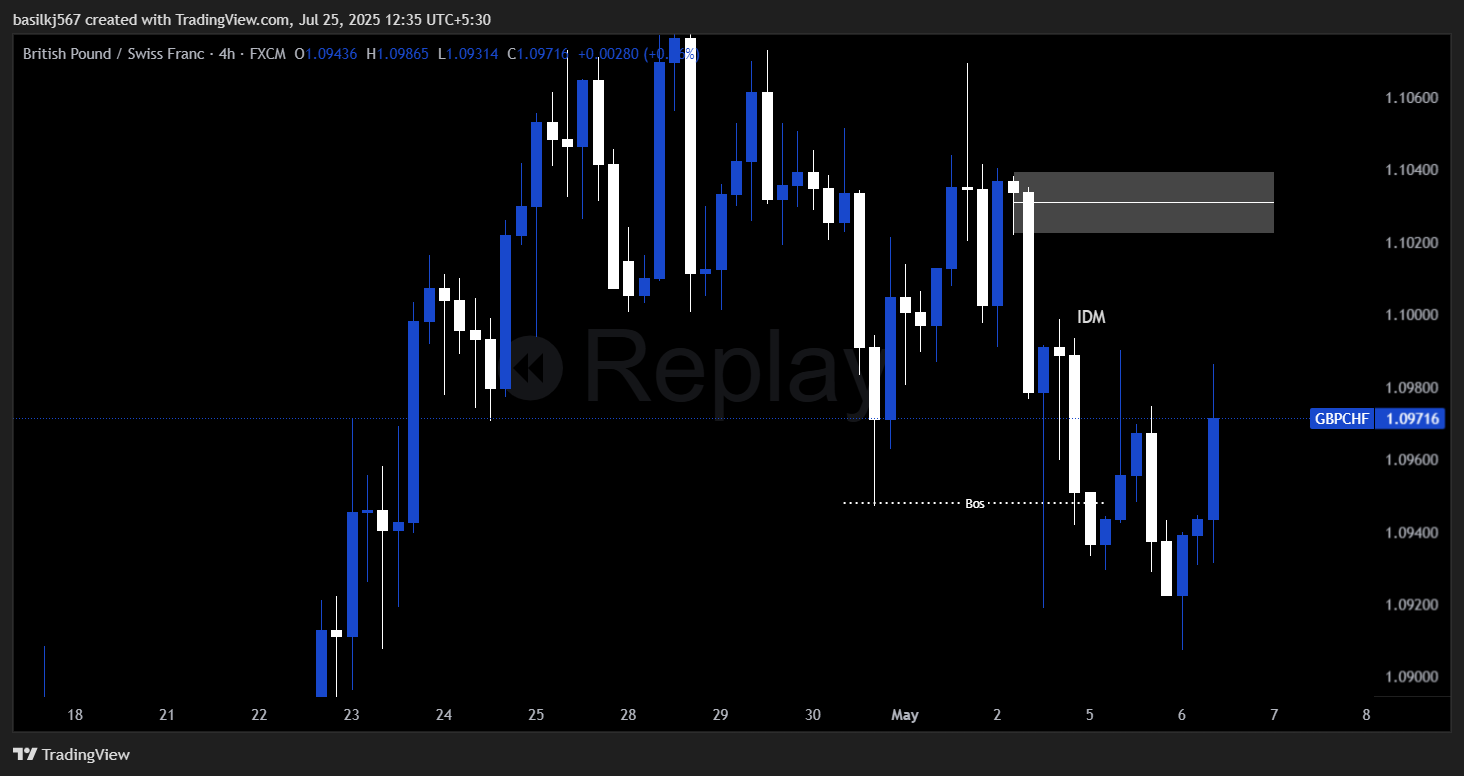 basilkj567 created with TradingView.com, Jul 25, 2025 12:35 UTC+5:30
British Pound / Swiss Franc · 4h · FXCM O1.09436 H1.09865 L1.09314 C1.09716 +0.00280
1.10600
1.10400
1.10200
IDM
1.10000
Replay
1.09800
GBPCHF 1.09716
1.09600
Bos
1.09400
1.09200
1.09000
18 21 22 23 24 25 28 29 30 May 2 5 6 7 8
TradingView